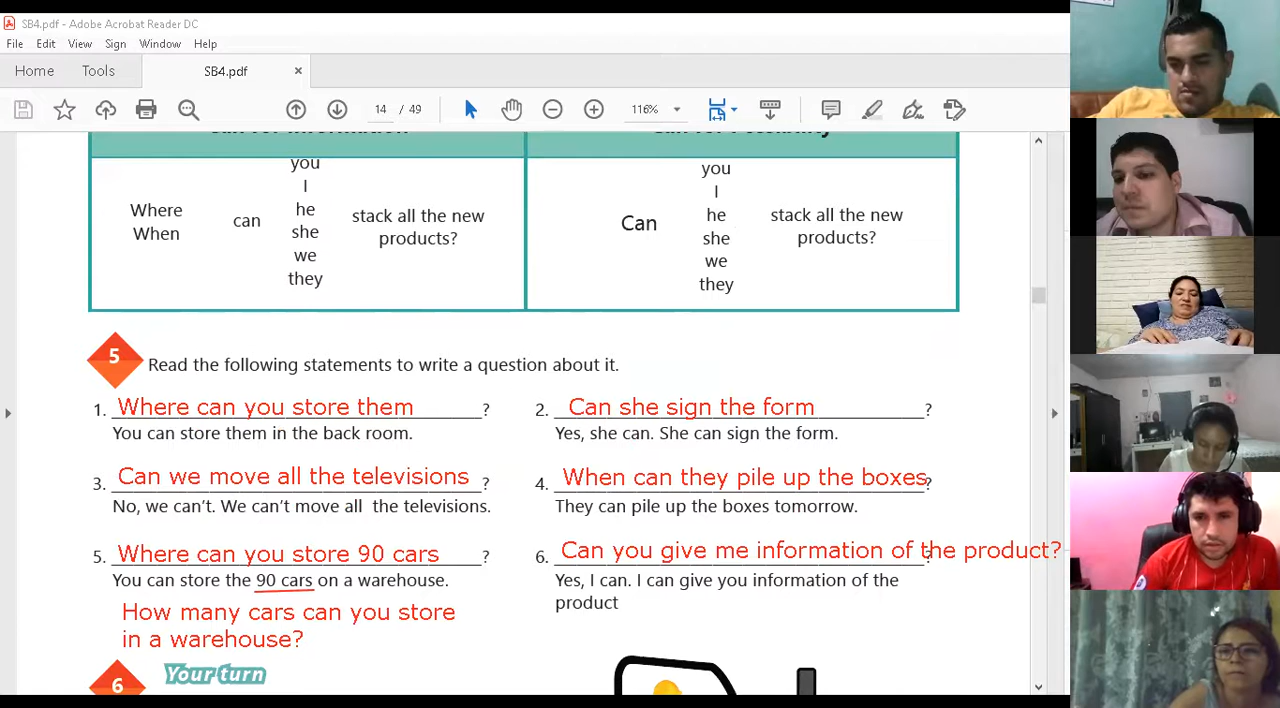 SB4.pdf - Adobe Acrobat Reader DC
File Edit View Sign Window Help
Home Tools SB4.pdf ×
14 / 49 116%
you
I
he
she
we
they
Where
When
can
stack all the new
products?
Can
you
I
he
she
we
they
stack all the new
products?
5 Read the following statements to write a question about it.
1. Where can you store them ?
You can store them in the back room.
2. Can she sign the form ?
Yes, she can. She can sign the form.
3. Can we move all the televisions ?
No, we can't. We can't move all the televisions.
4. When can they pile up the boxes ?
They can pile up the boxes tomorrow.
5. Where can you store 90 cars ?
You can store the 90 cars on a warehouse.
How many cars can you store
in a warehouse?
6. Can you give me information of the product?
Yes, I can. I can give you information of the
product
6 Your turn